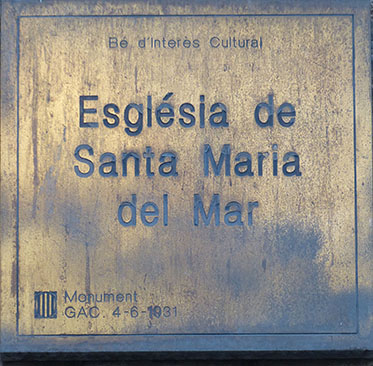 Bé d'Interès Cultural
Església de
Santa Maria
del Mar
Monument
GAC. 4-6-1931